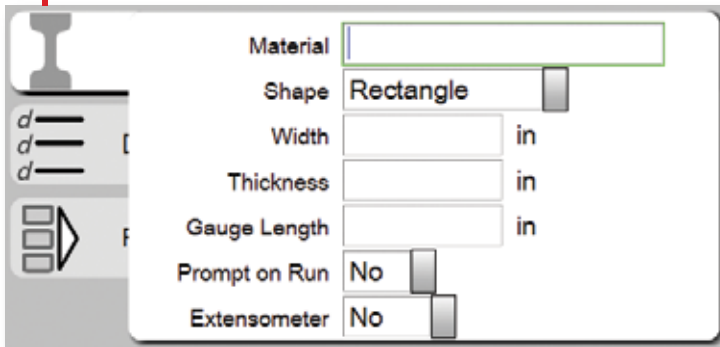 Material
Shape Rectangle
Width in
d
d D
d
Thickness in
Gauge Length in
Prompt on Run No
Extensometer No